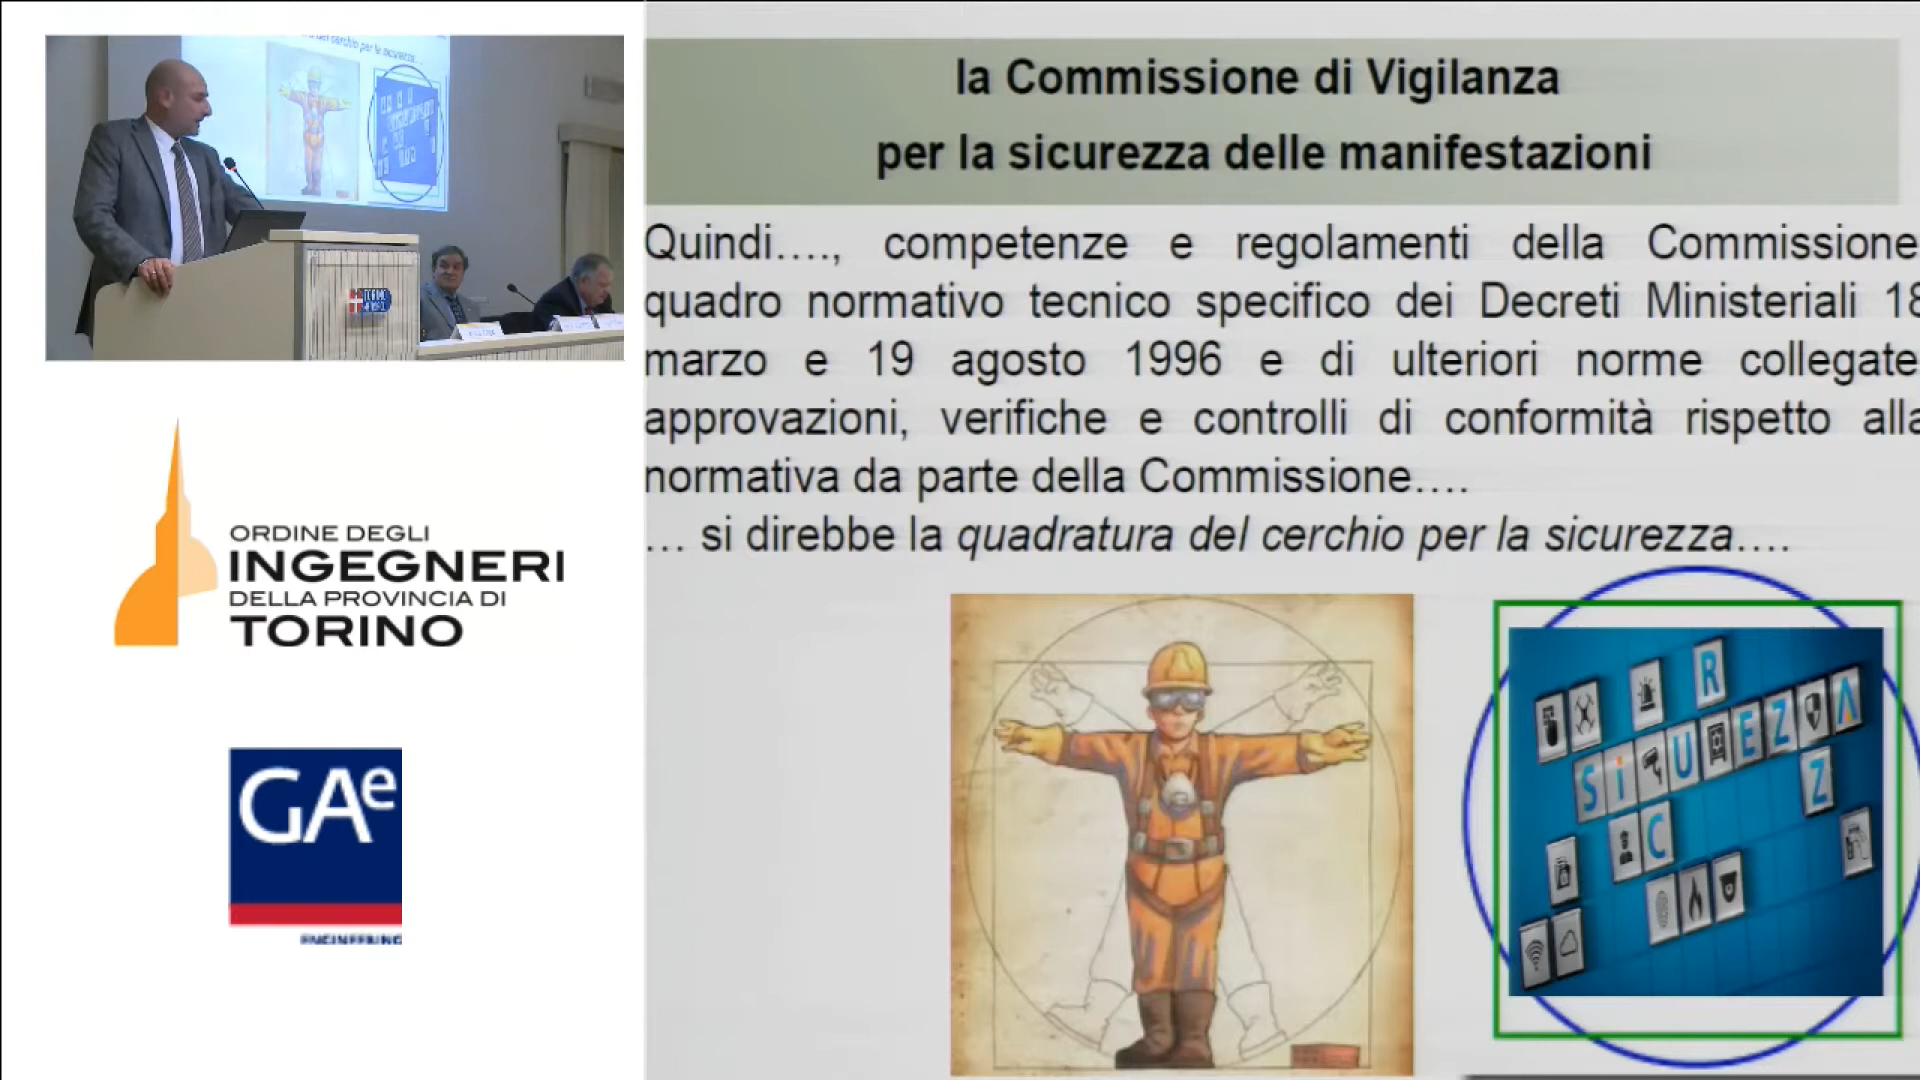 la Commissione di Vigilanza
per la sicurezza delle manifestazioni
Quindi...., competenze e regolamenti della Commissione
quadro normativo tecnico specifico dei Decreti Ministeriali 18
marzo e 19 agosto 1996 e di ulteriori norme collegate
approvazioni, verifiche e controlli di conformità rispetto alla
normativa da parte della Commissione....
... si direbbe la quadratura del cerchio per la sicurezza....
ORDINE DEGLI
INGEGNERI
DELLA PROVINCIA DI
TORINO
GAe
ENGINEERING
R
Si U EZ A
Z
C